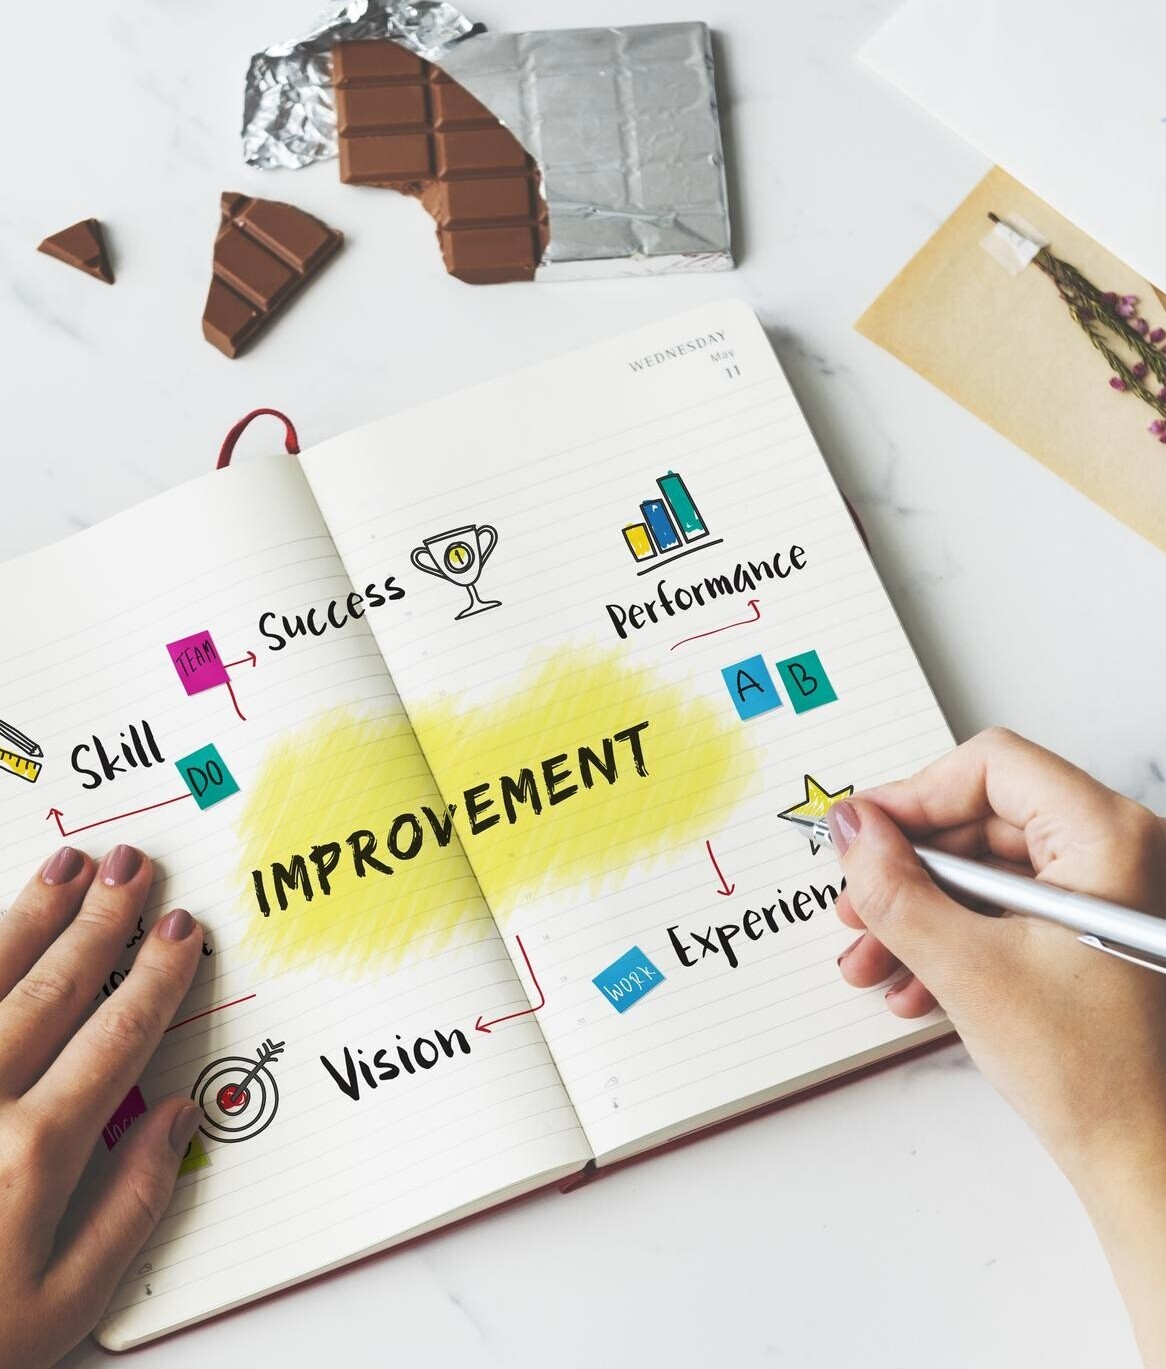 WEDNESDAY
May
11
Success
Performance
TEAM
A
B
Skill
DO
IMPROVEMENT
WORK
Vision